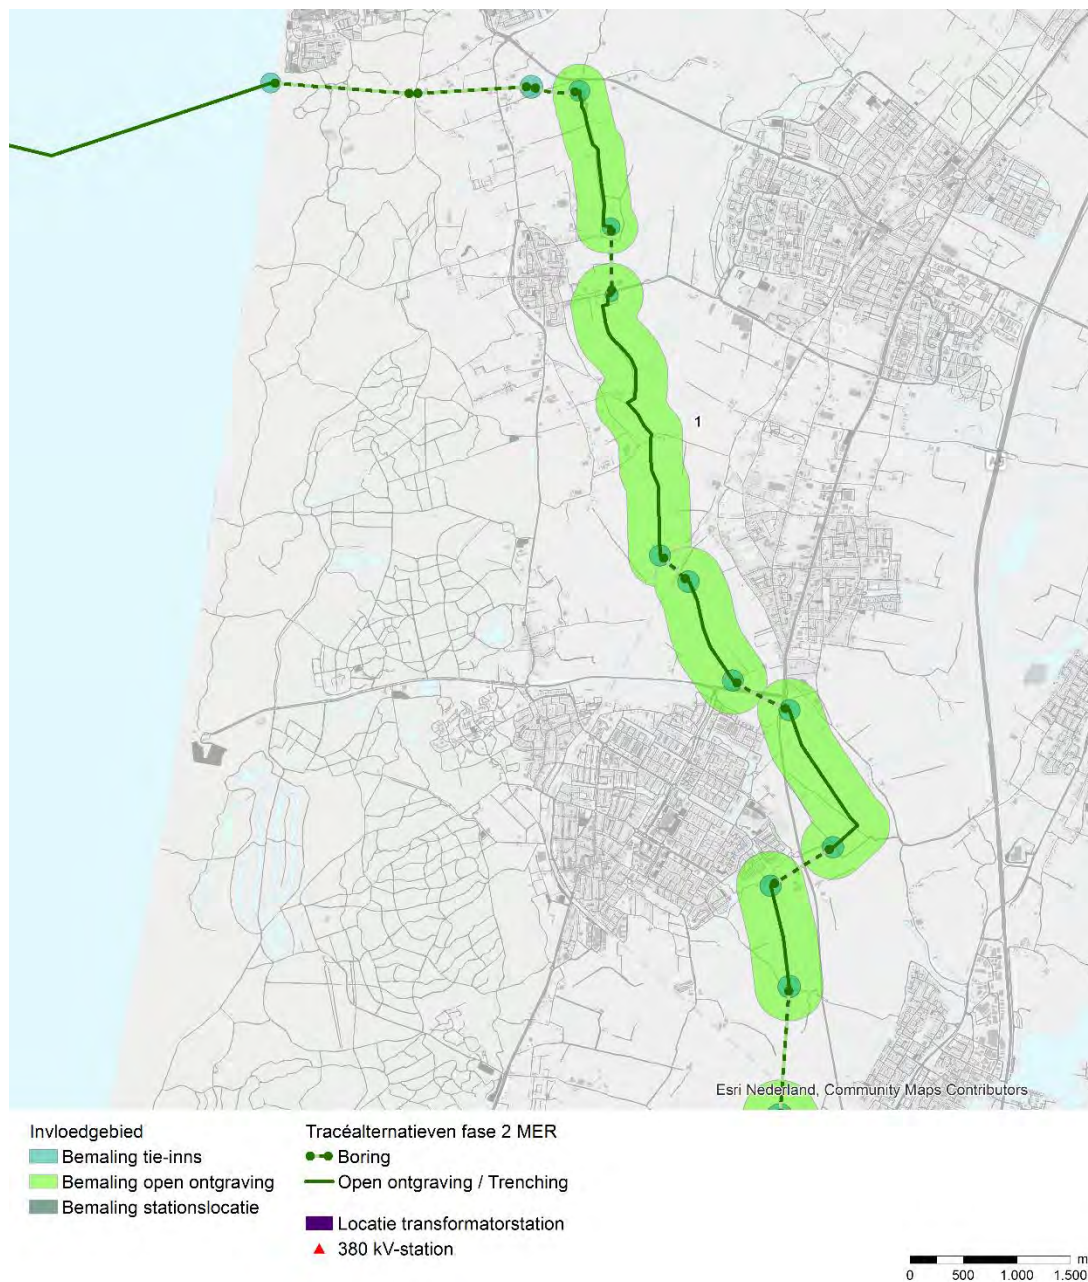 1
A9
Esri Nederland, Community Maps Contributors
Invloedgebied
Bemaling tie-inns
Bemaling open ontgraving
Bemaling stationslocatie
Tracéalternatieven fase 2 MER
Boring
Open ontgraving / Trenching
Locatie transformatorstation
380 kV-station
m
0 500 1.000 1.500